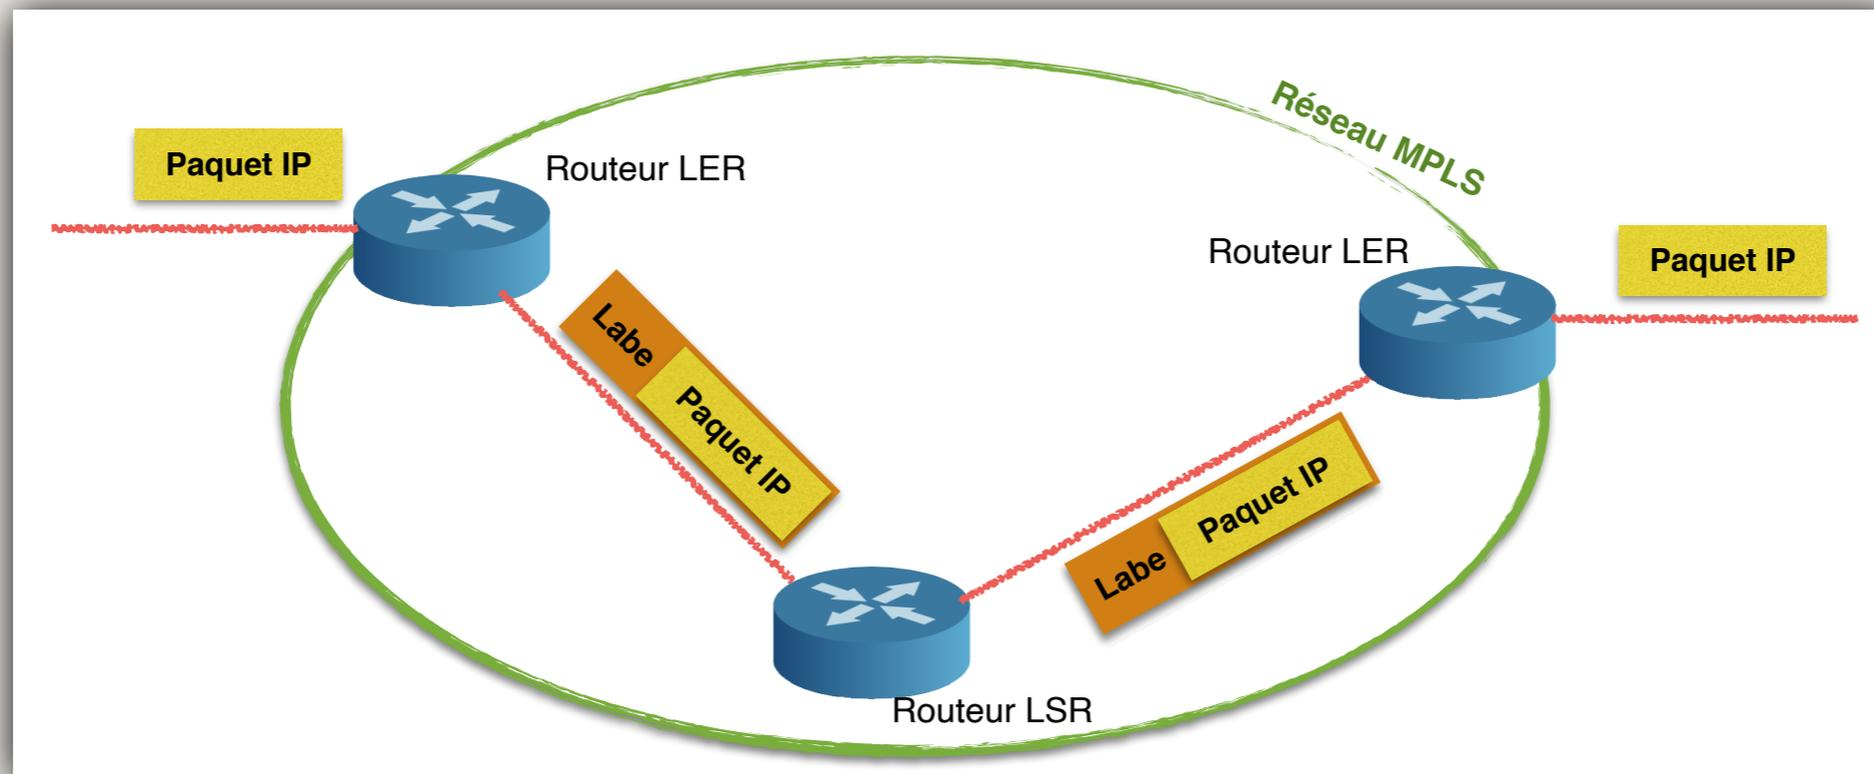 Réseau MPLS
Paquet IP
Routeur LER
Routeur LER
Paquet IP
Labe
Paquet IP
Paquet IP
Labe
Routeur LSR